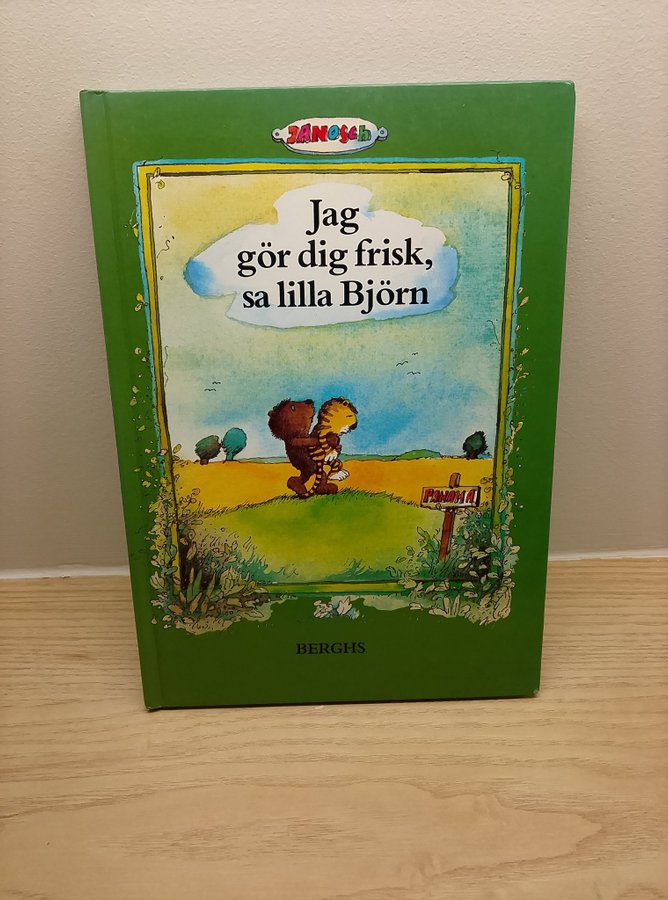 JANOSCH
Jag
gör dig frisk,
sa lilla Björn
PANAMA
BERGHS